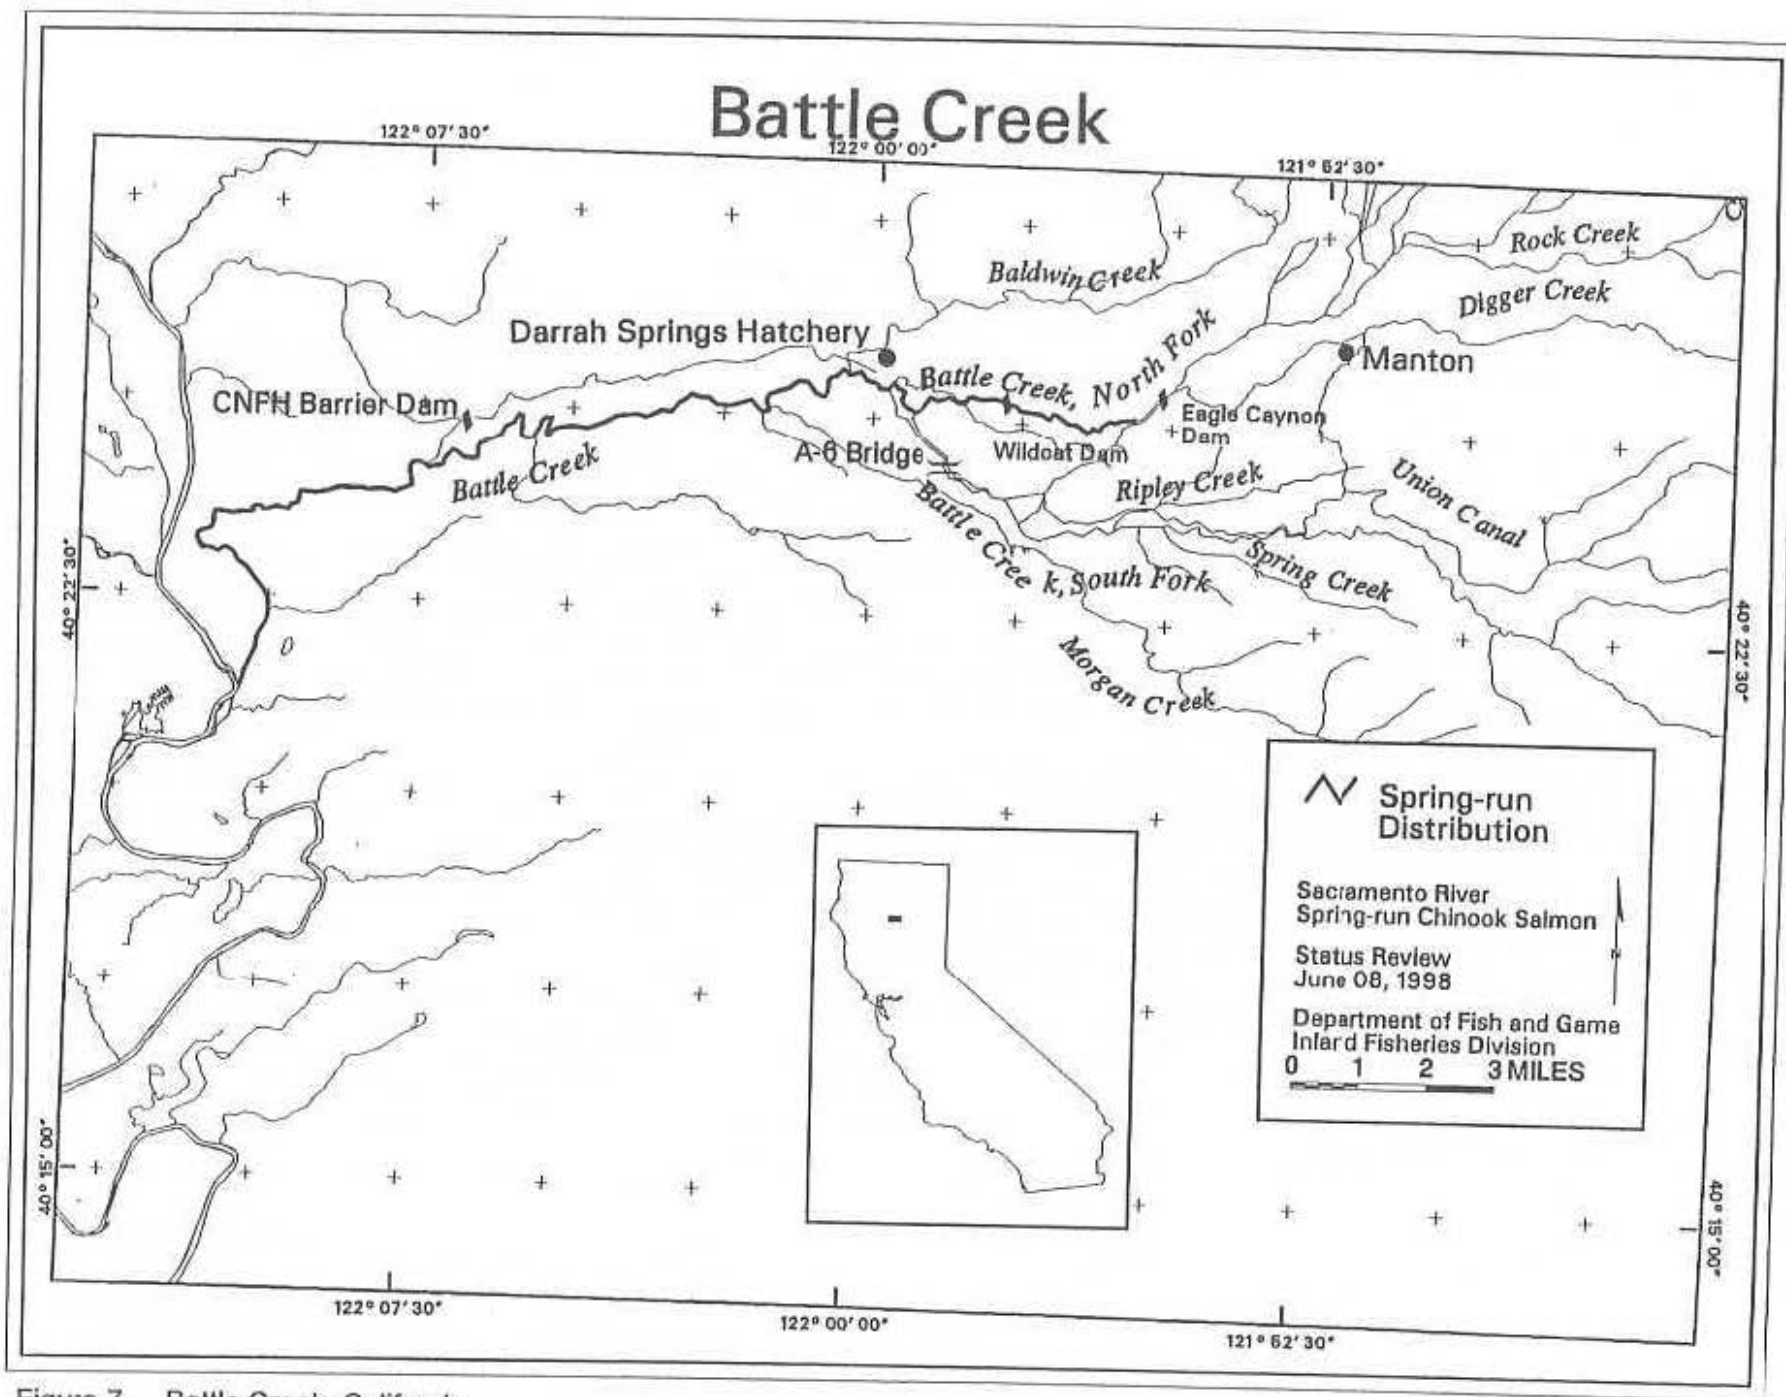 Battle Creek
122° 07' 30"
122° 00' 00"
121° 52' 30"
Rock Creek
Baldwin Creek
Digger Creek
Darrah Springs Hatchery
Manton
Battle Creek, North Fork
CNFH Barrier Dam
Eagle Caynon
Dam
A-6 Bridge
Wildcat Dam
Battle Creek
Ripley Creek
Union Canal
Battle Creek, South Fork
Spring Creek
40° 22' 30"
40° 22' 30"
Morgan Creek
Spring-run
Distribution
Sacramento River
Spring-run Chinook Salmon
Status Review
June 08, 1998
N
Department of Fish and Game
Inland Fisheries Division
0 1 2 3 MILES
40° 15' 00"
40° 15' 00"
122° 07' 30"
122° 00' 00"
121° 52' 30"
Figure 7. Battle Creek, California